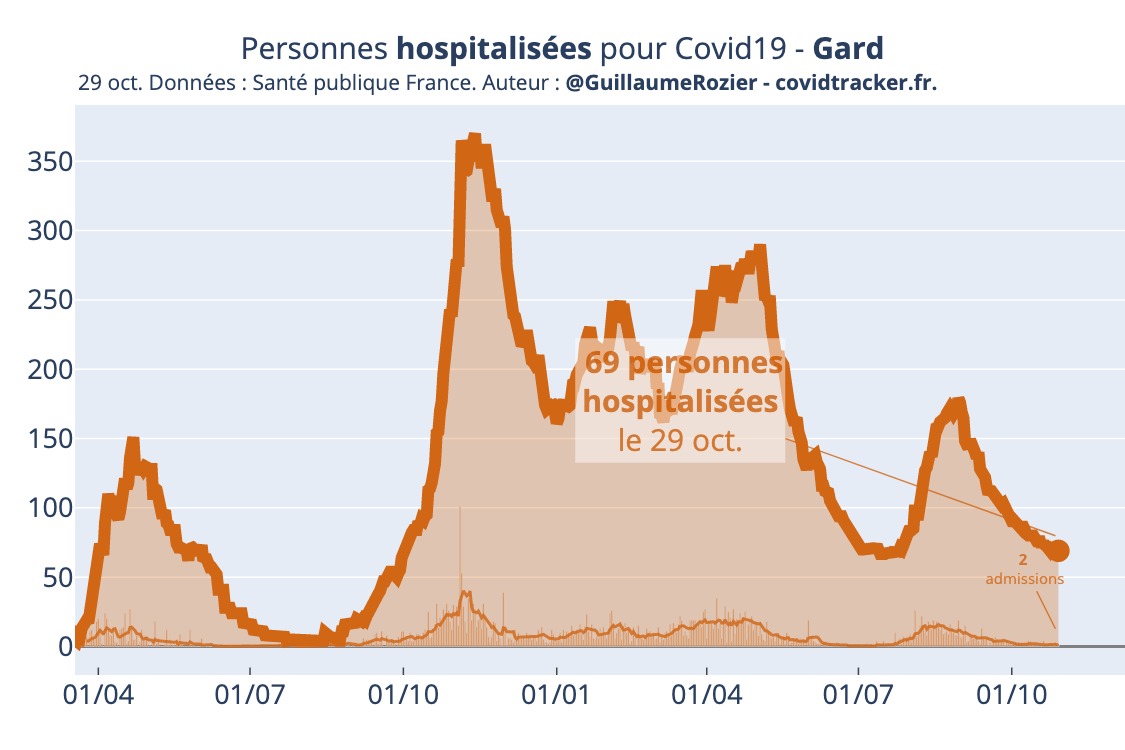 Personnes hospitalisées pour Covid19 - Gard
29 oct. Données : Santé publique France. Auteur : @GuillaumeRozier - covidtracker.fr.
350
300
250
200
150
100
50
0
69 personnes
hospitalisées
le 29 oct.
2
admissions
01/04 01/07 01/10 01/01 01/04 01/07 01/10